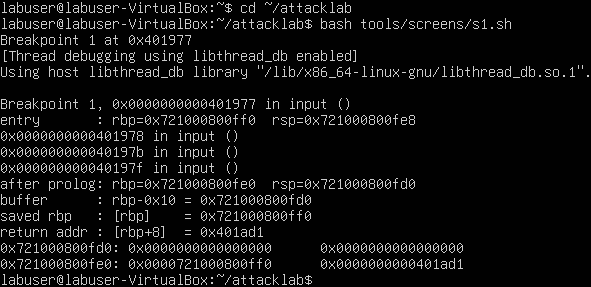 labuser@labuser-VirtualBox:~$ cd ~/attacklab
labuser@labuser-VirtualBox:~/attacklab$ bash tools/screens/s1.sh
Breakpoint 1 at 0x401977
[Thread debugging using libthread_db enabled]
Using host libthread_db library "/lib/x86_64-linux-gnu/libthread_db.so.1".

Breakpoint 1, 0x0000000000401977 in input ()
entry       : rbp=0x721000800ff0  rsp=0x721000800fe8
0x0000000000401978 in input ()
0x000000000040197b in input ()
0x000000000040197f in input ()
after prolog: rbp=0x721000800fe0  rsp=0x721000800fd0
buffer      : rbp-0x10 = 0x721000800fd0
saved rbp   : [rbp]    = 0x721000800ff0
return addr : [rbp+8]  = 0x401ad1
0x721000800fd0: 0x0000000000000000      0x0000000000000000
0x721000800fe0: 0x0000721000800ff0      0x0000000000401ad1
labuser@labuser-VirtualBox:~/attacklab$